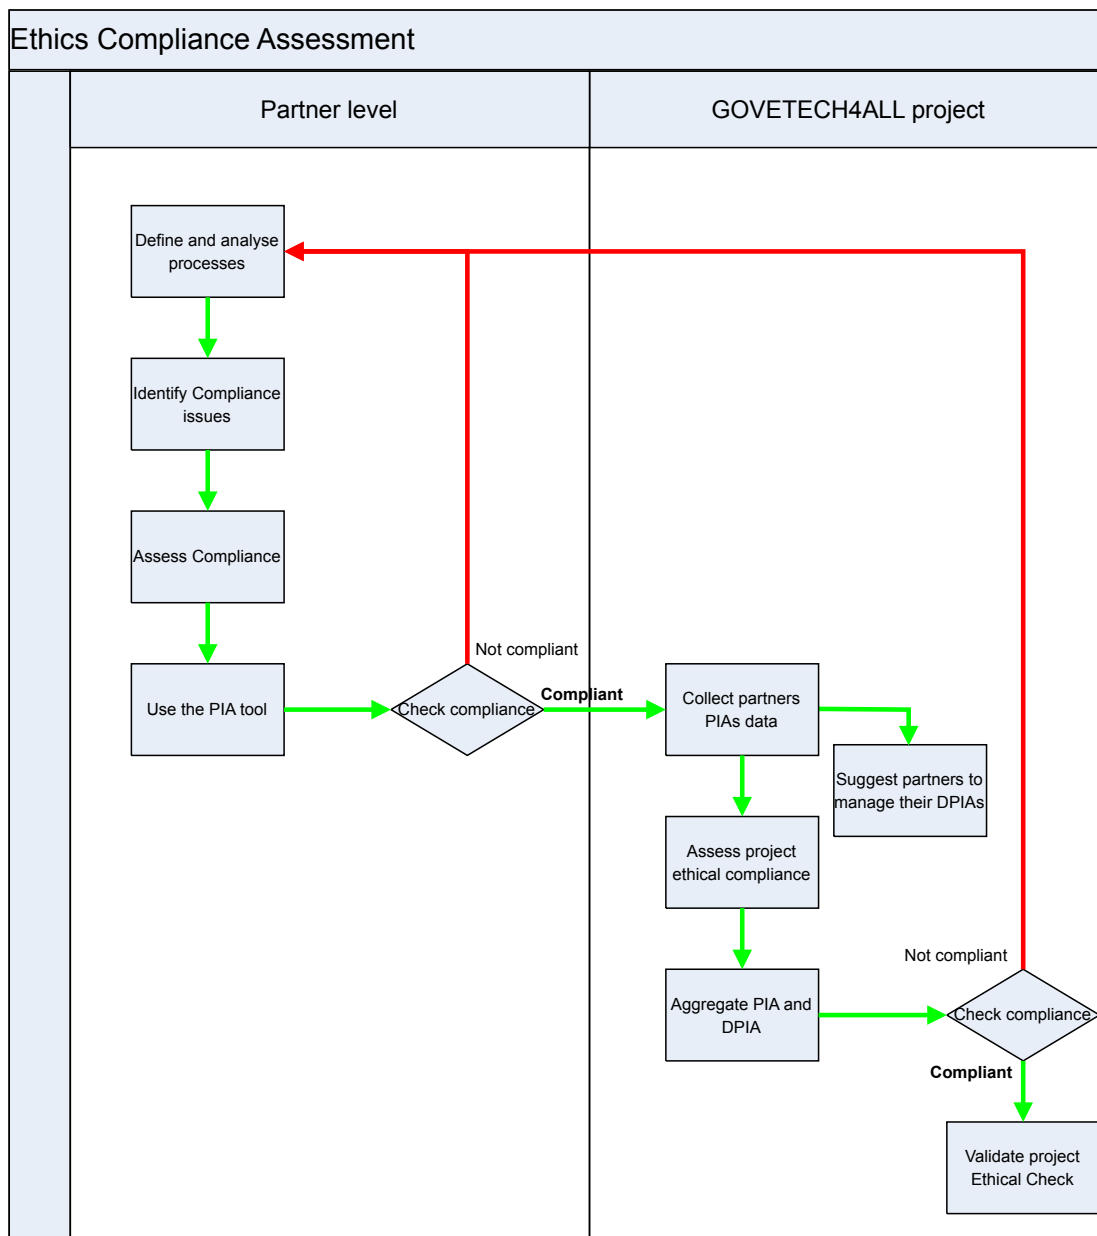 Ethics Compliance Assessment
Partner level
GOVETECH4ALL project
Define and analyse
processes
Identify Compliance
issues
Assess Compliance
Use the PIA tool
Not compliant
Check compliance
Compliant
Collect partners
PIAs data
Suggest partners to
manage their DPIAs
Assess project
ethical compliance
Aggregate PIA and
DPIA
Not compliant
Check compliance
Compliant
Validate project
Ethical Check